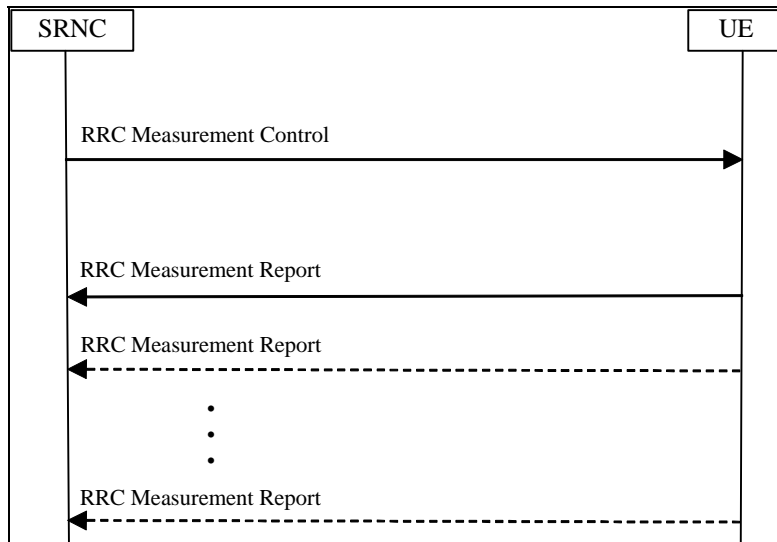 SRNC
UE
RRC Measurement Control
RRC Measurement Report
RRC Measurement Report
RRC Measurement Report